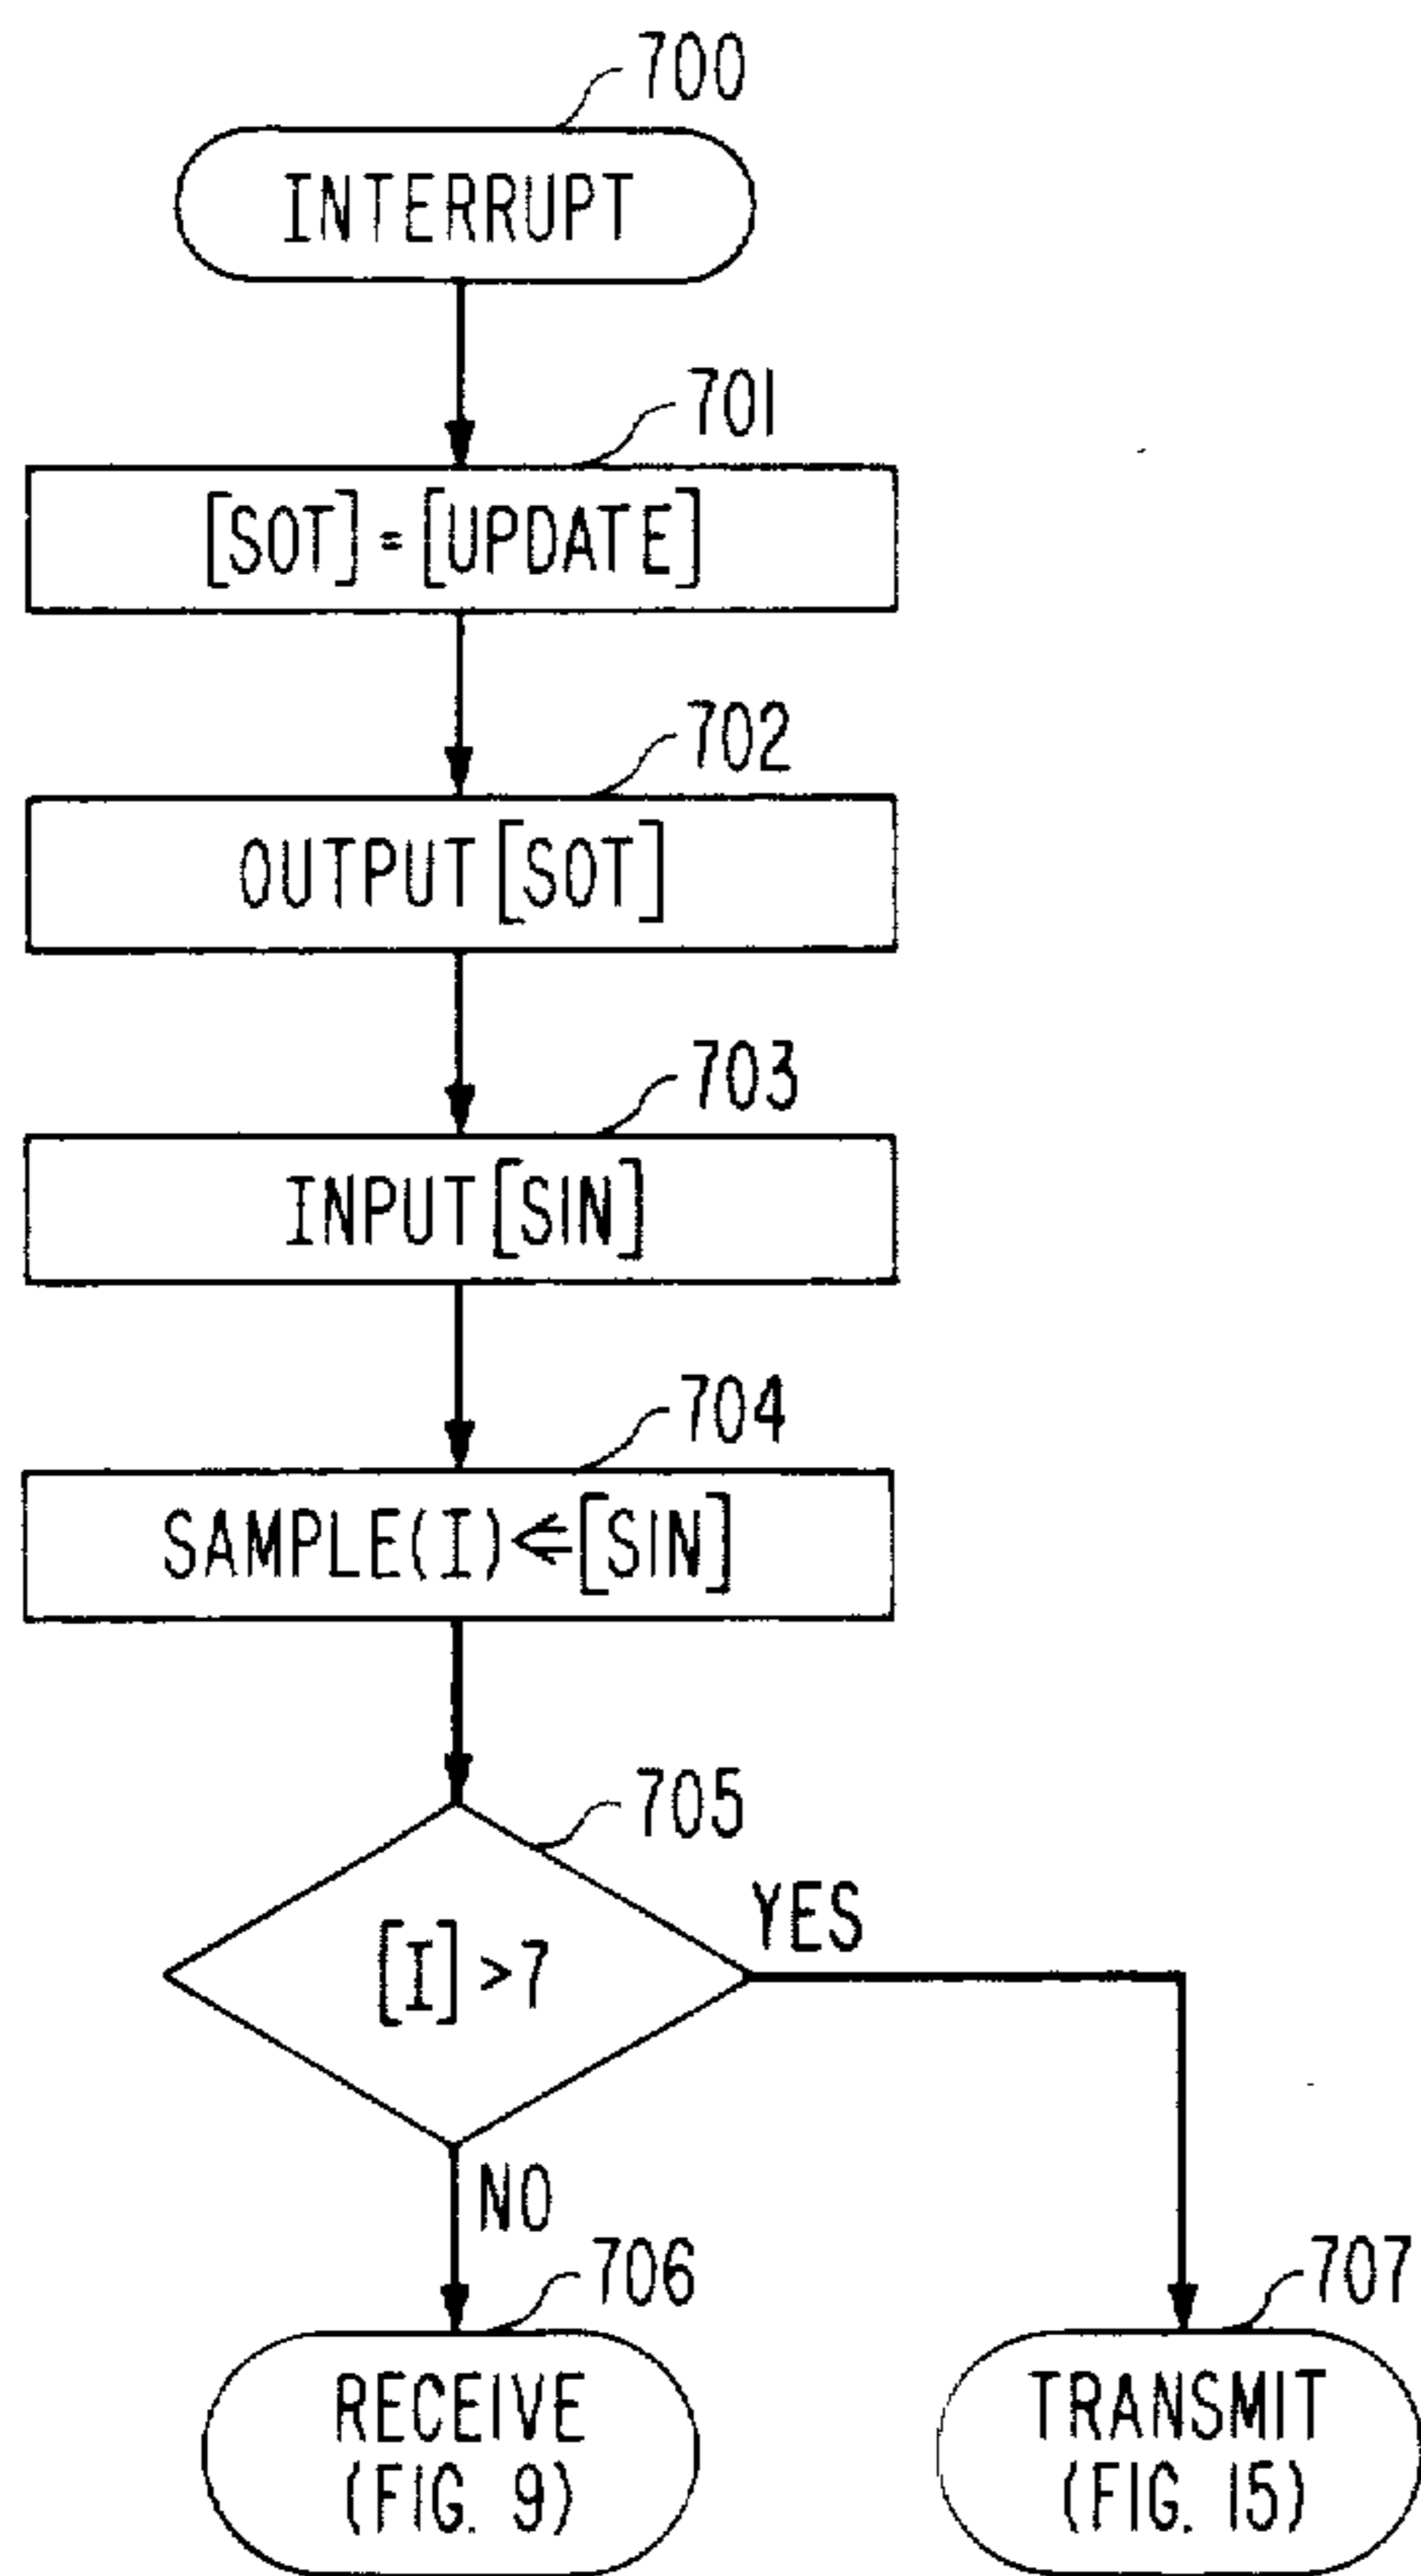 700
INTERRUPT
701
[SOT] = [UPDATE]
702
OUTPUT [SOT]
703
INPUT [SIN]
704
SAMPLE(I) ⇐ [SIN]
705
[I] > 7
YES
NO
706
RECEIVE
(FIG. 9)
707
TRANSMIT
(FIG. 15)